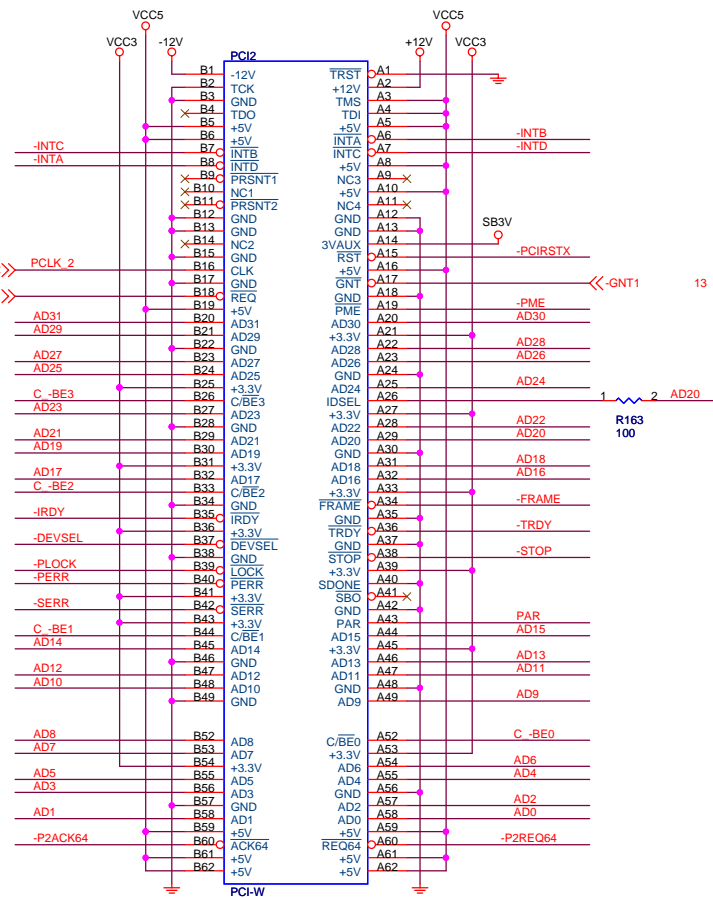 VCC5 VCC5
VCC3 -12V +12V VCC3
PCI2
B1 -12V TRST A1
B2 TCK +12V A2
B3 GND TMS A3
B4 TDO TDI A4
B5 +5V +5V A5
B6 +5V INTA A6 -INTB
-INTC B7 INTB INTC A7 -INTD
-INTA B8 INTD +5V A8
B9 PRSNT1 NC3 A9
B10 NC1 +5V A10
B11 PRSNT2 NC4 A11
B12 GND GND A12
B13 GND GND A13 SB3V
B14 NC2 3VAUX A14
B15 GND RST A15 -PCIRSTX
PCLK_2 B16 CLK +5V A16
B17 GND GNT A17 -GNT1 13
B18 REQ GND A18
B19 +5V PME A19 -PME
AD31 B20 AD31 AD30 A20 AD30
AD29 B21 AD29 +3.3V A21
B22 GND AD28 A22 AD28
AD27 B23 AD27 AD26 A23 AD26
AD25 B24 AD25 GND A24
B25 +3.3V AD24 A25 AD24
C_-BE3 B26 C/BE3 IDSEL A26 1 2 AD20
AD23 B27 AD23 +3.3V A27 R163
B28 GND AD22 A28 AD22 100
AD21 B29 AD21 AD20 A29 AD20
AD19 B30 AD19 GND A30
B31 +3.3V AD18 A31 AD18
AD17 B32 AD17 AD16 A32 AD16
C_-BE2 B33 C/BE2 +3.3V A33
B34 GND FRAME A34 -FRAME
-IRDY B35 IRDY GND A35
B36 +3.3V TRDY A36 -TRDY
-DEVSEL B37 DEVSEL GND A37
B38 GND STOP A38 -STOP
-PLOCK B39 LOCK +3.3V A39
-PERR B40 PERR SDONE A40
B41 +3.3V SBO A41
-SERR B42 SERR GND A42
B43 +3.3V PAR A43 PAR
C_-BE1 B44 C/BE1 AD15 A44 AD15
AD14 B45 AD14 +3.3V A45
B46 GND AD13 A46 AD13
AD12 B47 AD12 AD11 A47 AD11
AD10 B48 AD10 GND A48
B49 GND AD9 A49 AD9
AD8 B52 AD8 C/BE0 A52 C_-BE0
AD7 B53 AD7 +3.3V A53
B54 +3.3V AD6 A54 AD6
AD5 B55 AD5 AD4 A55 AD4
AD3 B56 AD3 GND A56
B57 GND AD2 A57 AD2
AD1 B58 AD1 AD0 A58 AD0
B59 +5V +5V A59
-P2ACK64 B60 ACK64 REQ64 A60 -P2REQ64
B61 +5V +5V A61
B62 +5V +5V A62
PCI-W